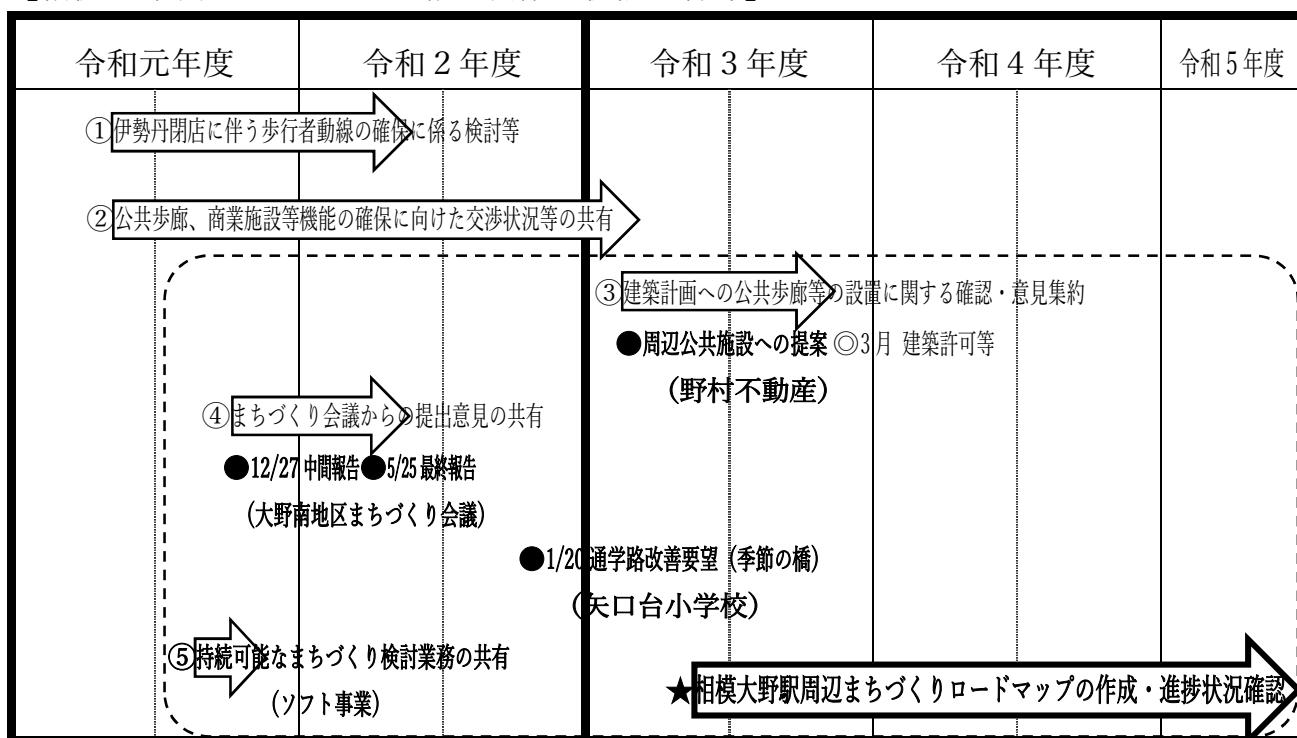 令和元年度 令和２年度 令和３年度 令和４年度 令和５年度
①伊勢丹閉店に伴う歩行者動線の確保に係る検討等
②公共歩廊、商業施設等機能の確保に向けた交渉状況等の共有
③建築計画への公共歩廊等の設置に関する確認・意見集約
●周辺公共施設への提案 ◎3月 建築許可等
（野村不動産）
④まちづくり会議からの提出意見の共有
●12/27 中間報告●5/25 最終報告
（大野南地区まちづくり会議）
●1/20 通学路改善要望（季節の橋）
（矢口台小学校）
⑤持続可能なまちづくり検討業務の共有
（ソフト事業）
★相模大野駅周辺まちづくりロードマップの作成・進捗状況確認